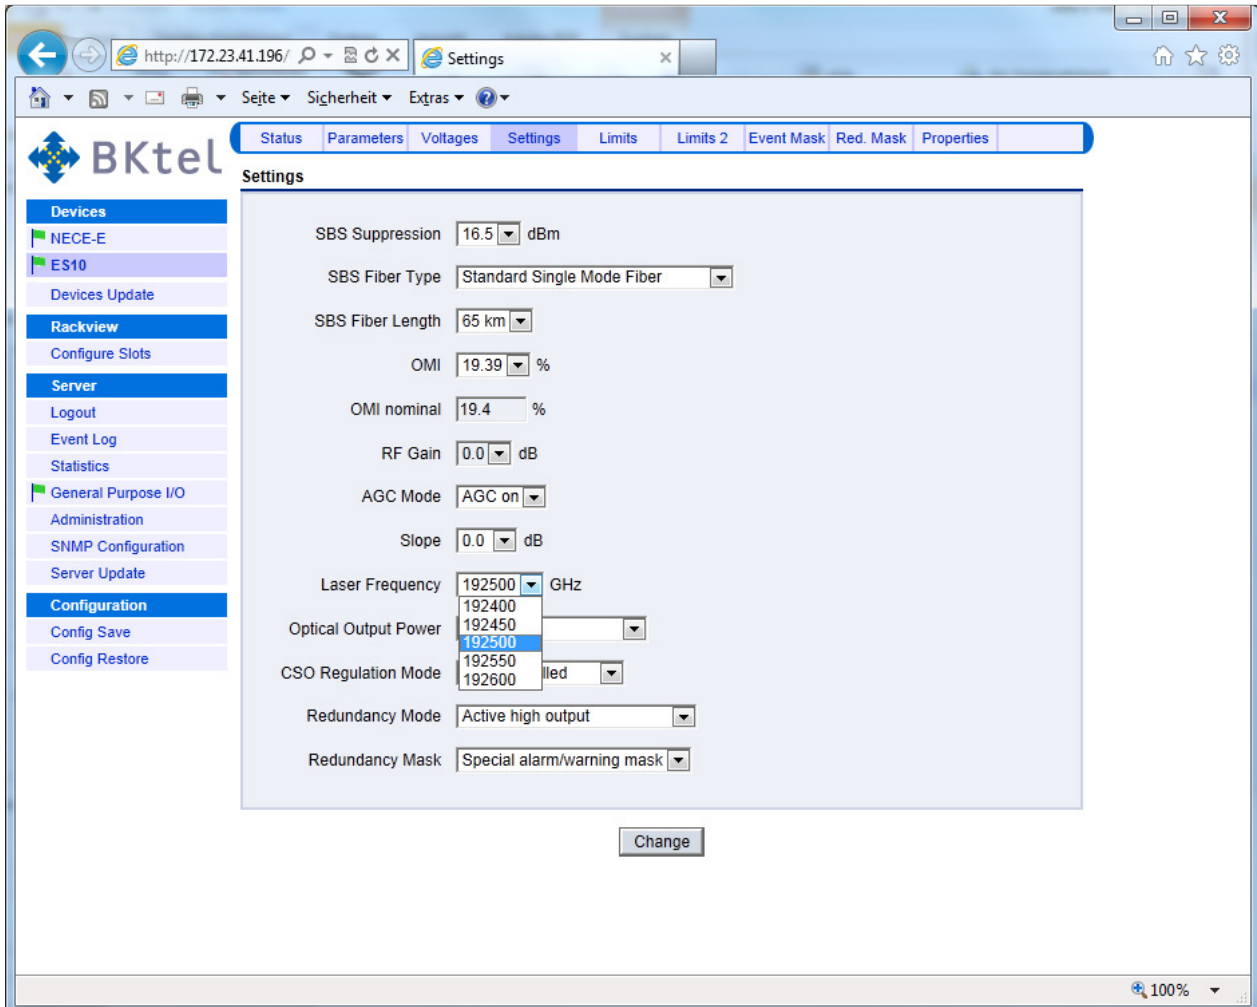 http://172.23.41.196/
Settings
Seite Sicherheit Extras
BKtel
Status Parameters Voltages Settings Limits Limits 2 Event Mask Red. Mask Properties
Settings
Devices
NECE-E
ES10
Devices Update
Rackview
Configure Slots
Server
Logout
Event Log
Statistics
General Purpose I/O
Administration
SNMP Configuration
Server Update
Configuration
Config Save
Config Restore
SBS Suppression 16.5 dBm
SBS Fiber Type Standard Single Mode Fiber
SBS Fiber Length 65 km
OMI 19.39 %
OMI nominal 19.4 %
RF Gain 0.0 dB
AGC Mode AGC on
Slope 0.0 dB
Laser Frequency 192500 GHz
192400
192450
192500
192550
192600
Optical Output Power
CSO Regulation Mode lled
Redundancy Mode Active high output
Redundancy Mask Special alarm/warning mask
Change
100%